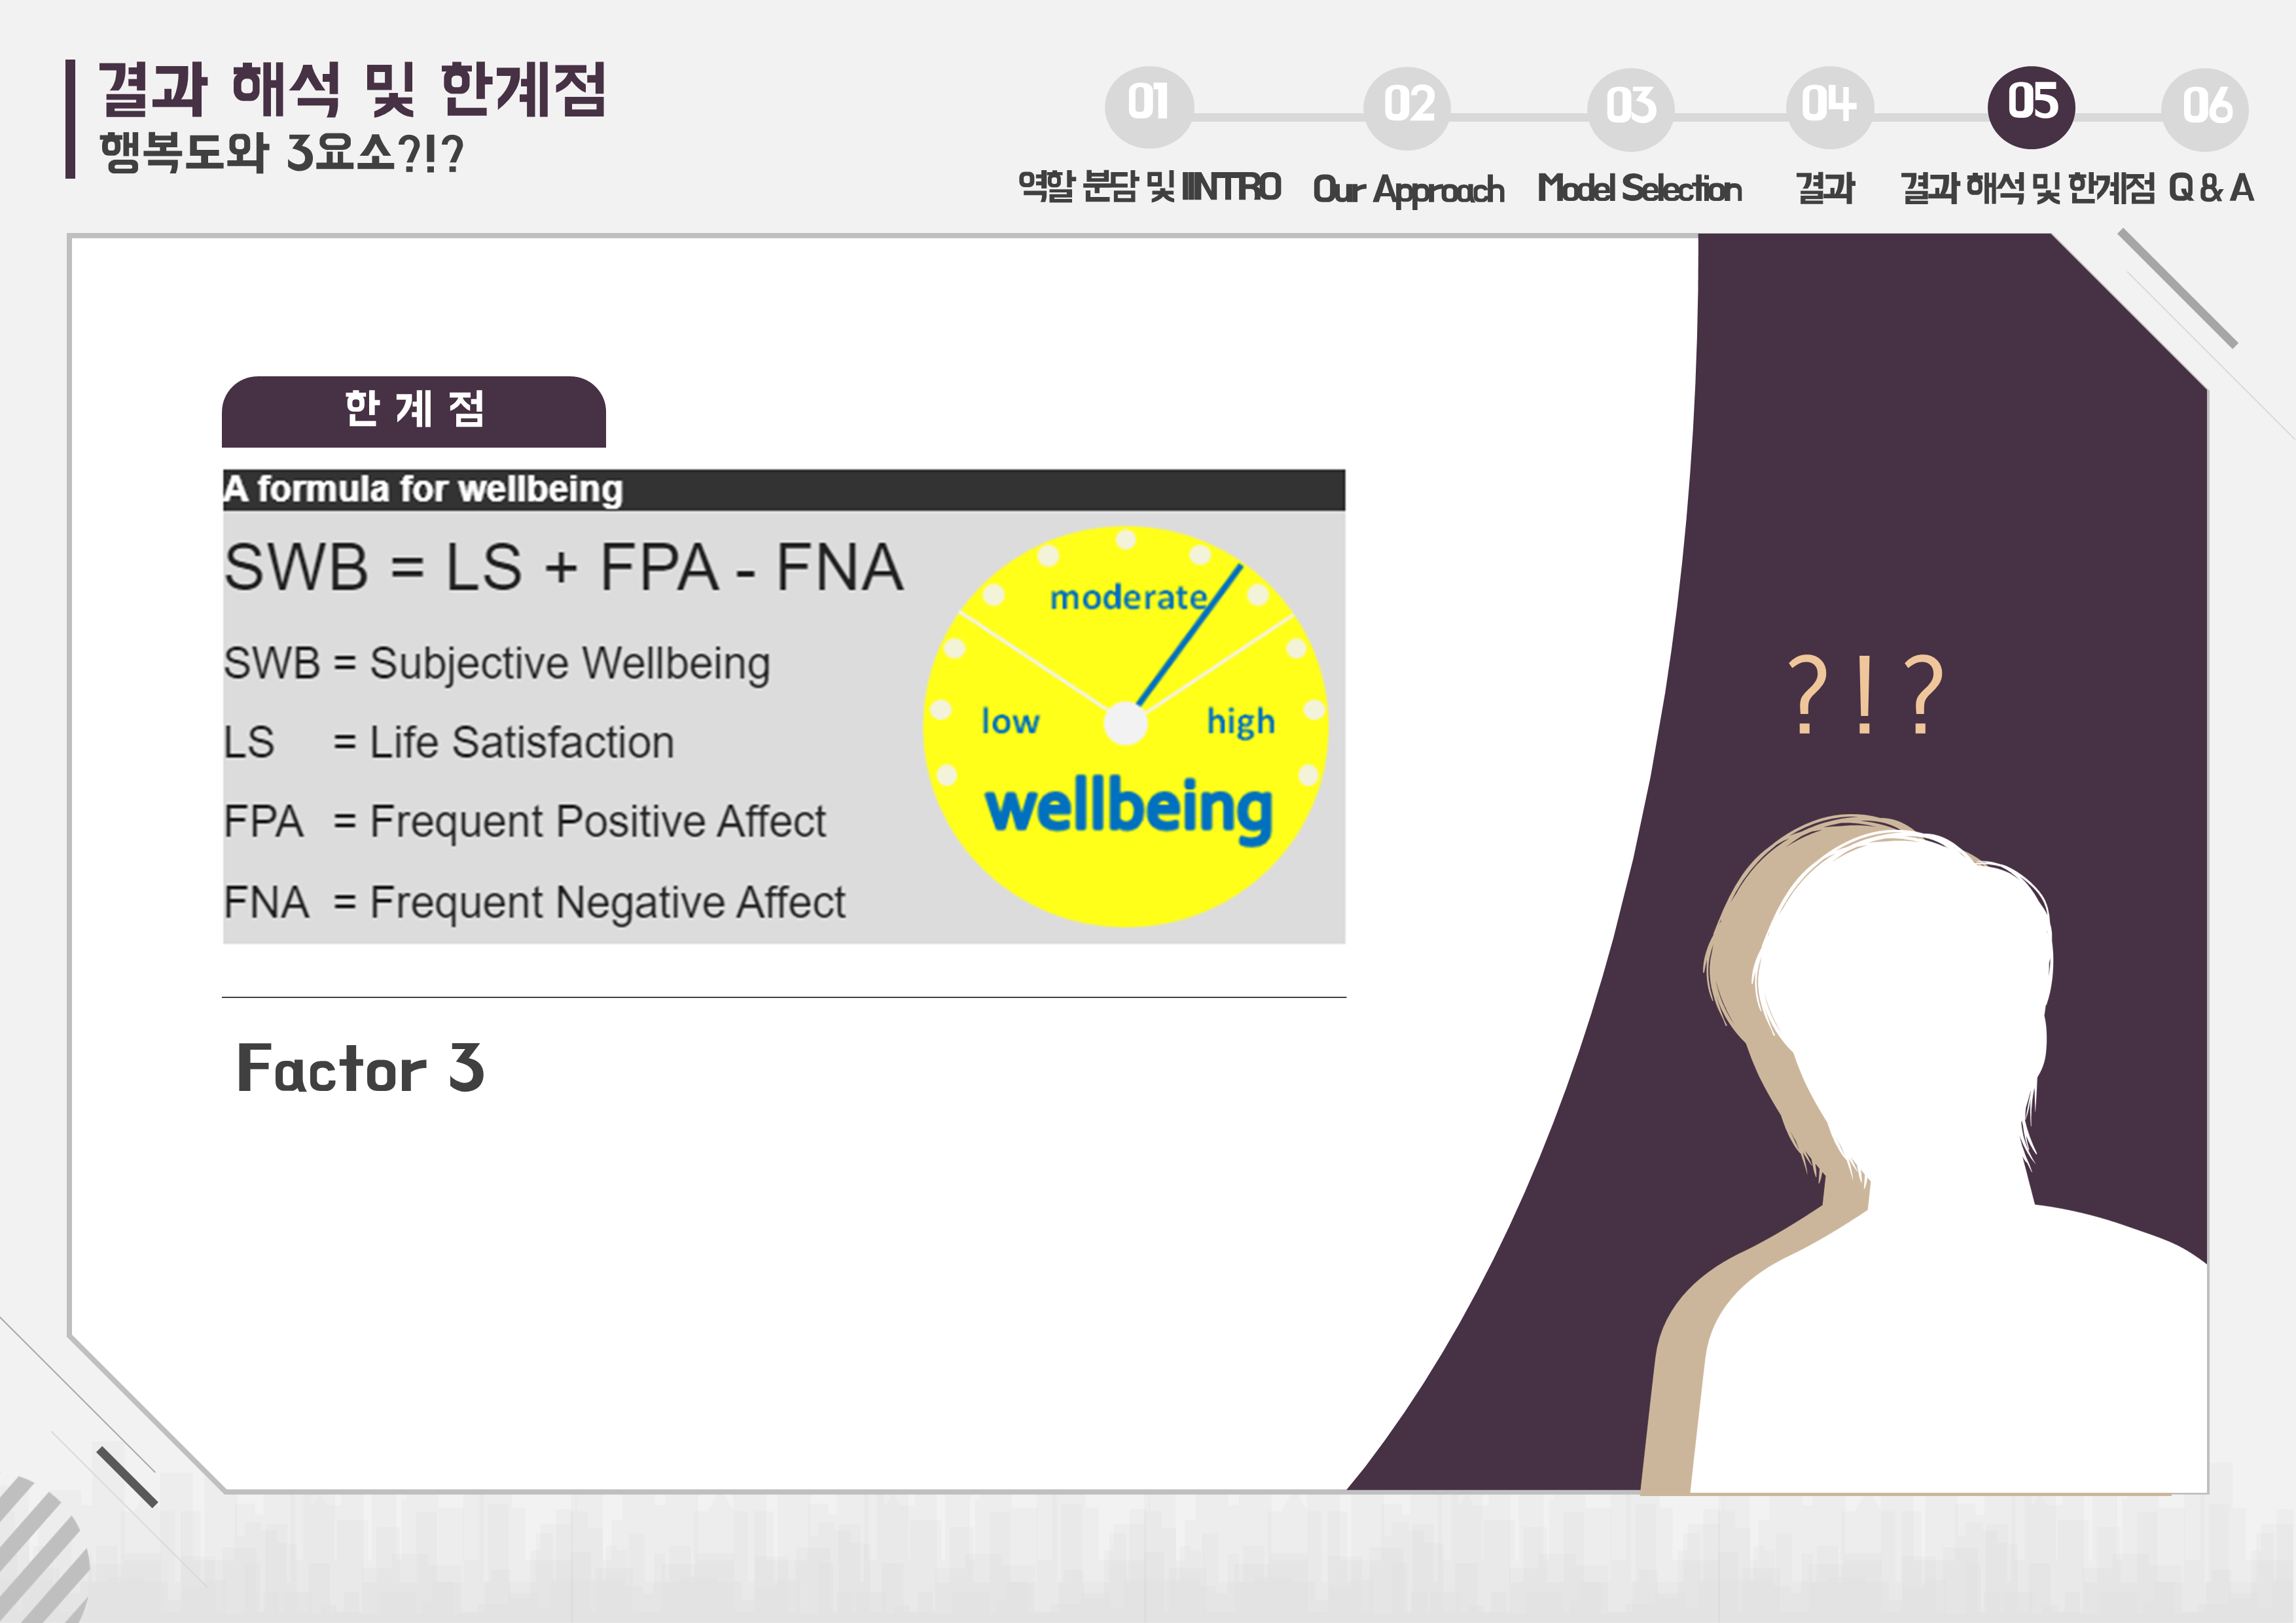 결과 해석 및 한계점
행복도와 3요소?!?
01
02
03
04
05
06
역할 분담 및 IINTRO
Our Approach
Model Selection
결과
결과 해석 및 한계점
Q & A
한 계 점
A formula for wellbeing
SWB = LS + FPA - FNA
SWB = Subjective Wellbeing
LS = Life Satisfaction
FPA = Frequent Positive Affect
FNA = Frequent Negative Affect
moderate
low
high
wellbeing
?!?
Factor 3